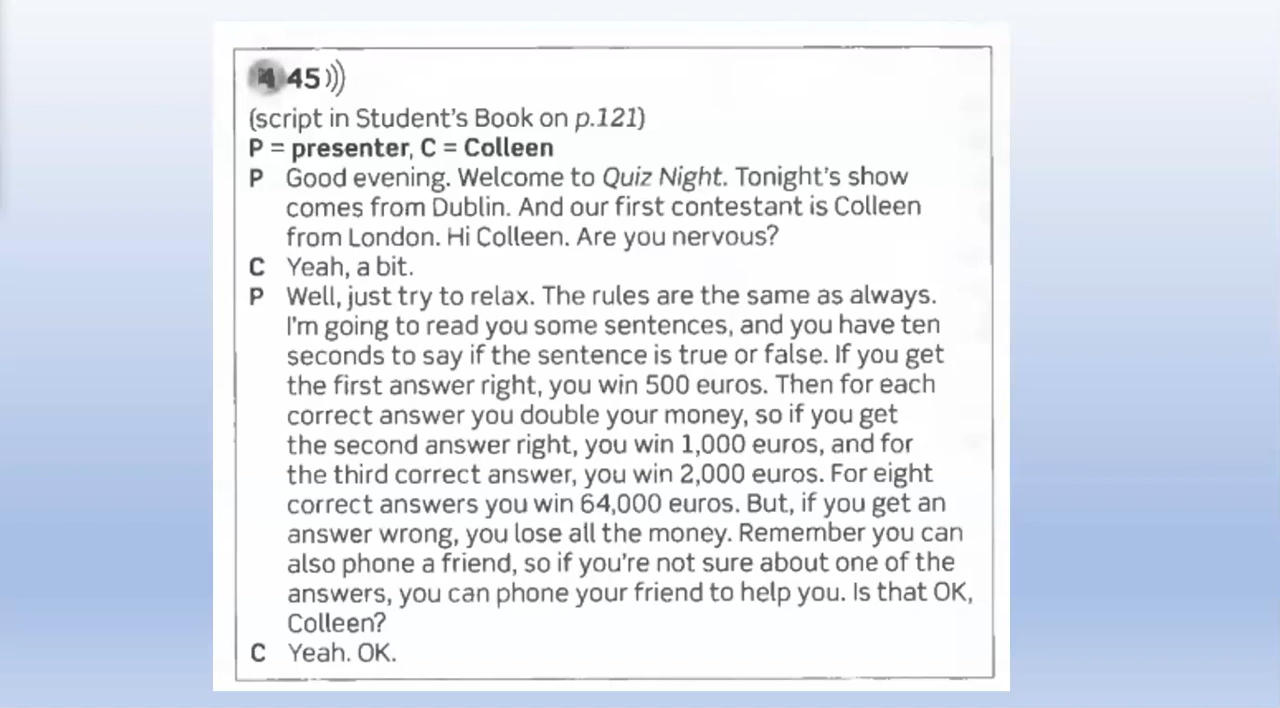 4 45
(script in Student's Book on p.121)
P = presenter, C = Colleen
P Good evening. Welcome to Quiz Night. Tonight's show
comes from Dublin. And our first contestant is Colleen
from London. Hi Colleen. Are you nervous?
C Yeah, a bit.
P Well, just try to relax. The rules are the same as always.
I'm going to read you some sentences, and you have ten
seconds to say if the sentence is true or false. If you get
the first answer right, you win 500 euros. Then for each
correct answer you double your money, so if you get
the second answer right, you win 1,000 euros, and for
the third correct answer, you win 2,000 euros. For eight
correct answers you win 64,000 euros. But, if you get an
answer wrong, you lose all the money. Remember you can
also phone a friend, so if you're not sure about one of the
answers, you can phone your friend to help you. Is that OK,
Colleen?
C Yeah. OK.